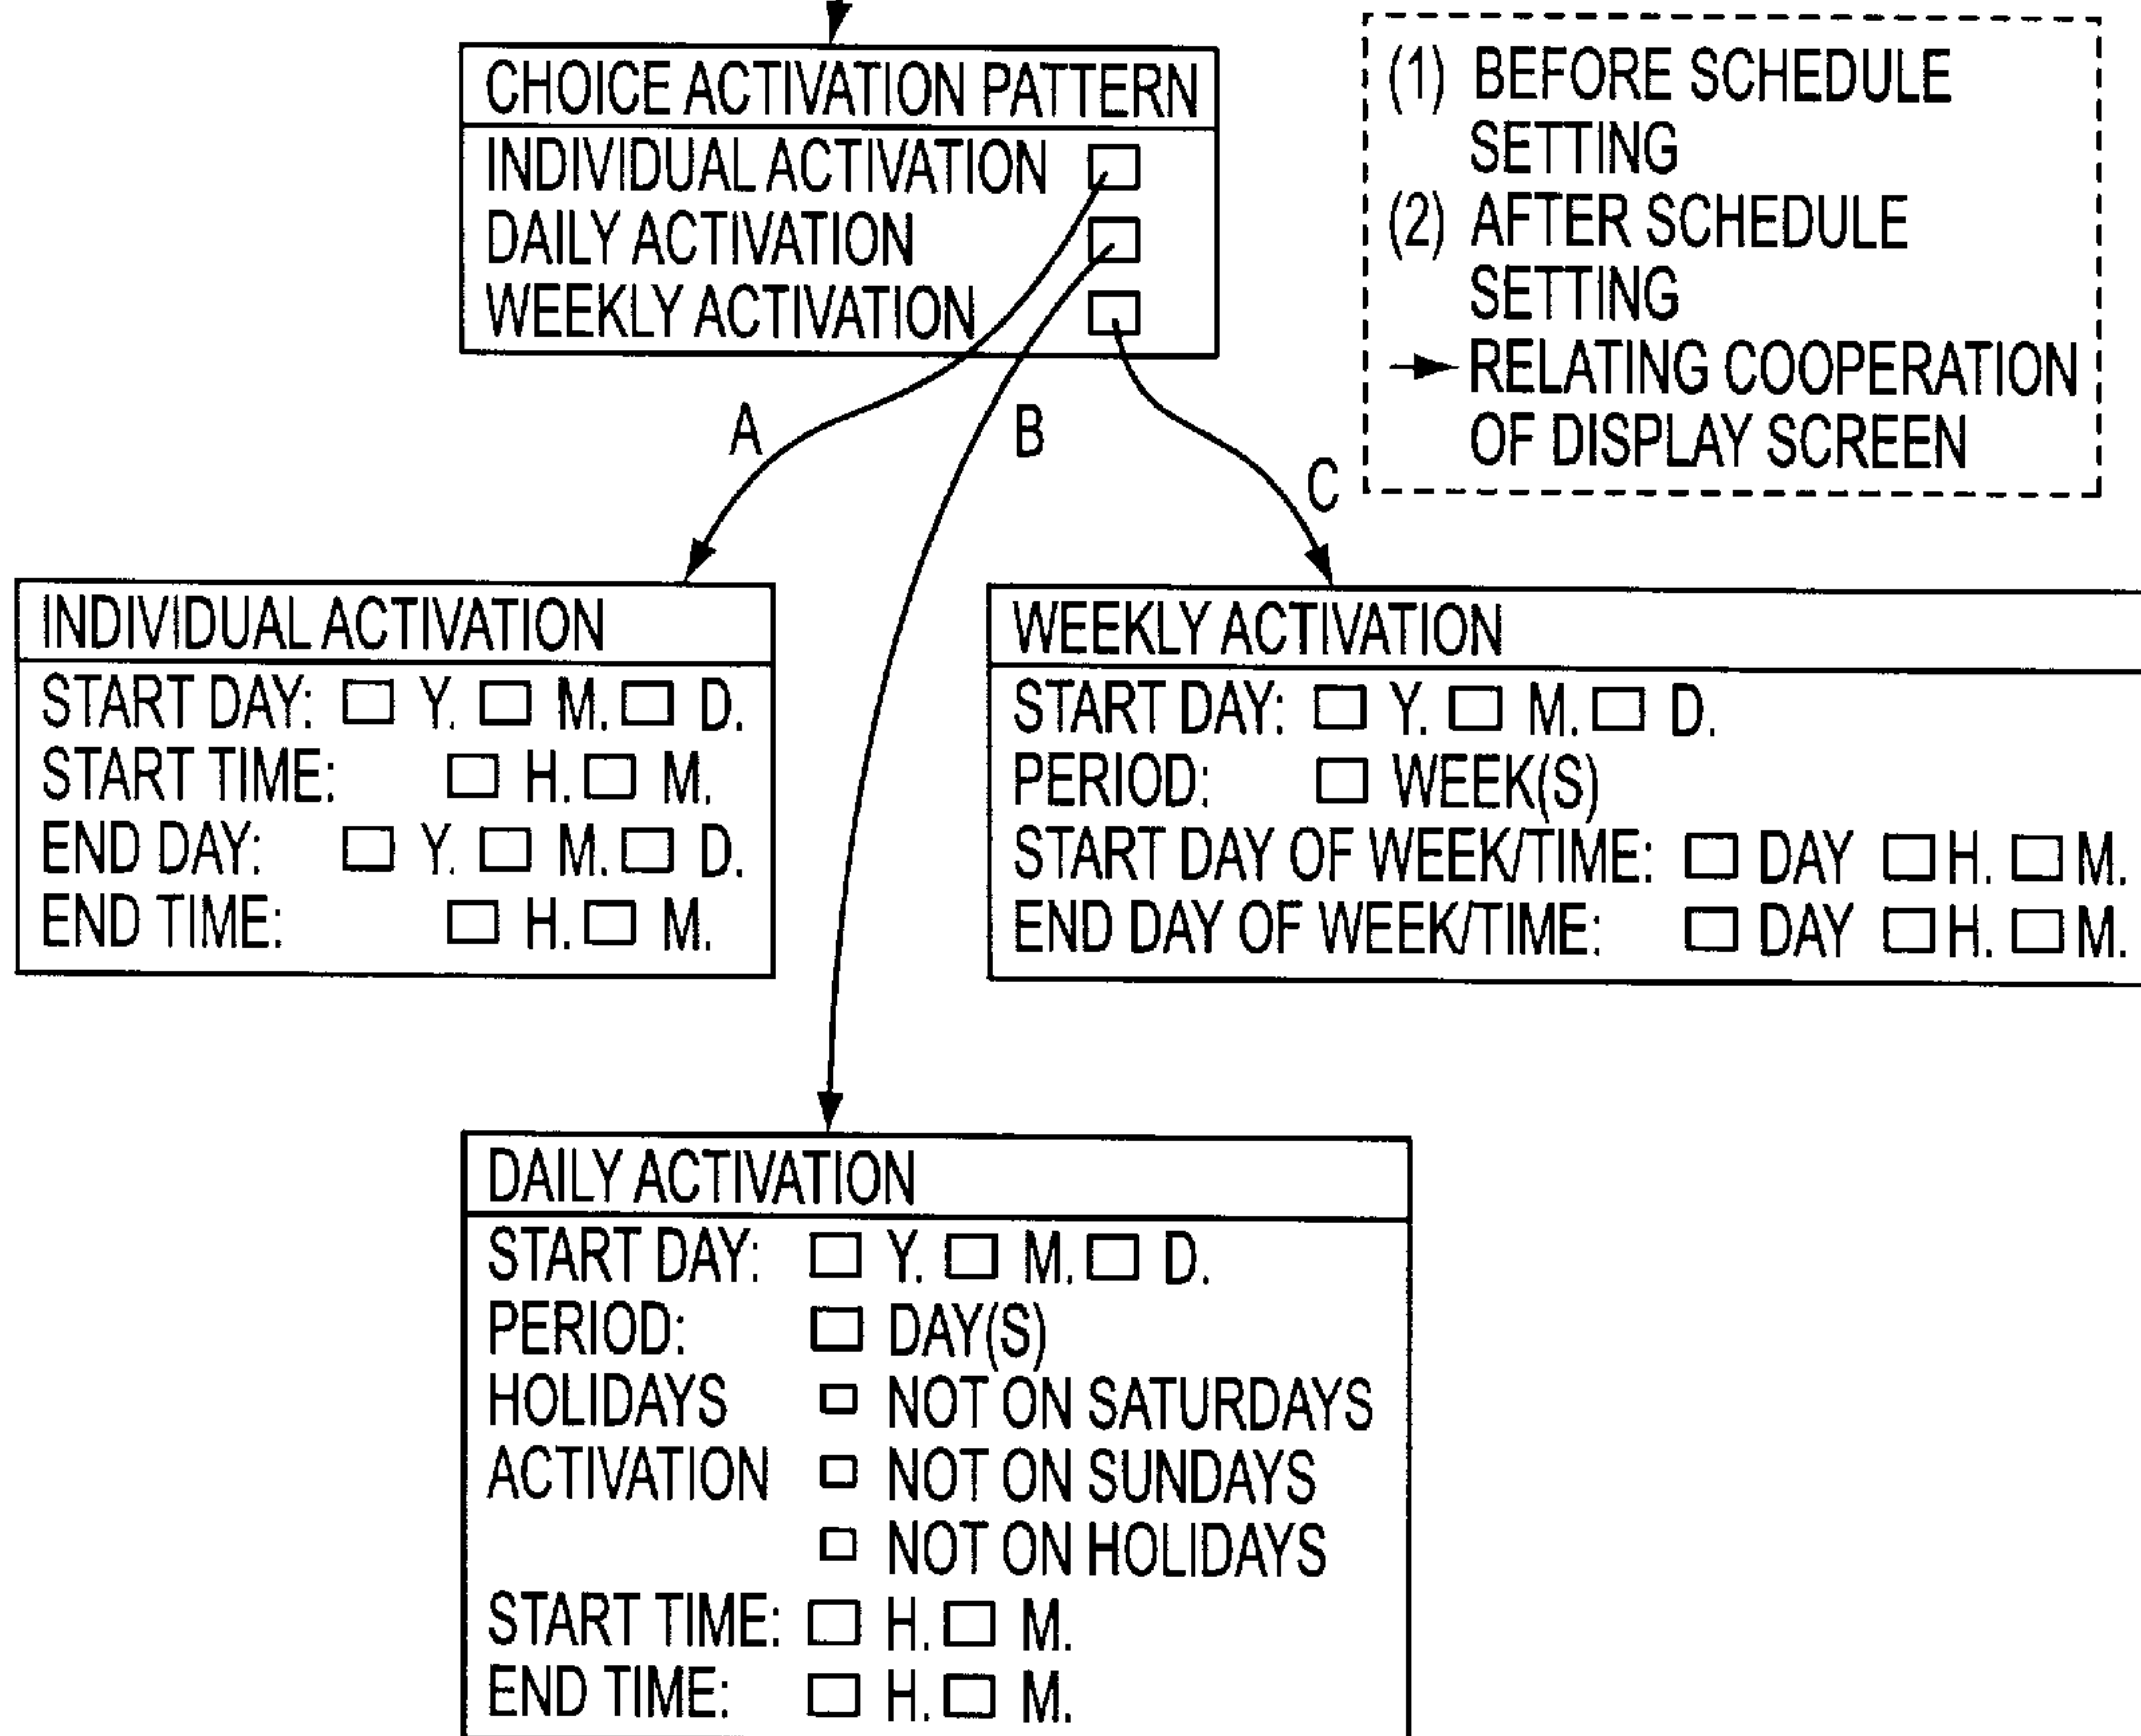 CHOICE ACTIVATION PATTERN
INDIVIDUAL ACTIVATION
DAILY ACTIVATION
WEEKLY ACTIVATION
(1) BEFORE SCHEDULE
SETTING
(2) AFTER SCHEDULE
SETTING
RELATING COOPERATION
OF DISPLAY SCREEN
A
B
C
INDIVIDUAL ACTIVATION
START DAY: Y. M. D.
START TIME: H. M.
END DAY: Y. M. D.
END TIME: H. M.
WEEKLY ACTIVATION
START DAY: Y. M. D.
PERIOD: WEEK(S)
START DAY OF WEEK/TIME: DAY H. M.
END DAY OF WEEK/TIME: DAY H. M.
DAILY ACTIVATION
START DAY: Y. M. D.
PERIOD: DAY(S)
HOLIDAYS NOT ON SATURDAYS
ACTIVATION NOT ON SUNDAYS
NOT ON HOLIDAYS
START TIME: H. M.
END TIME: H. M.